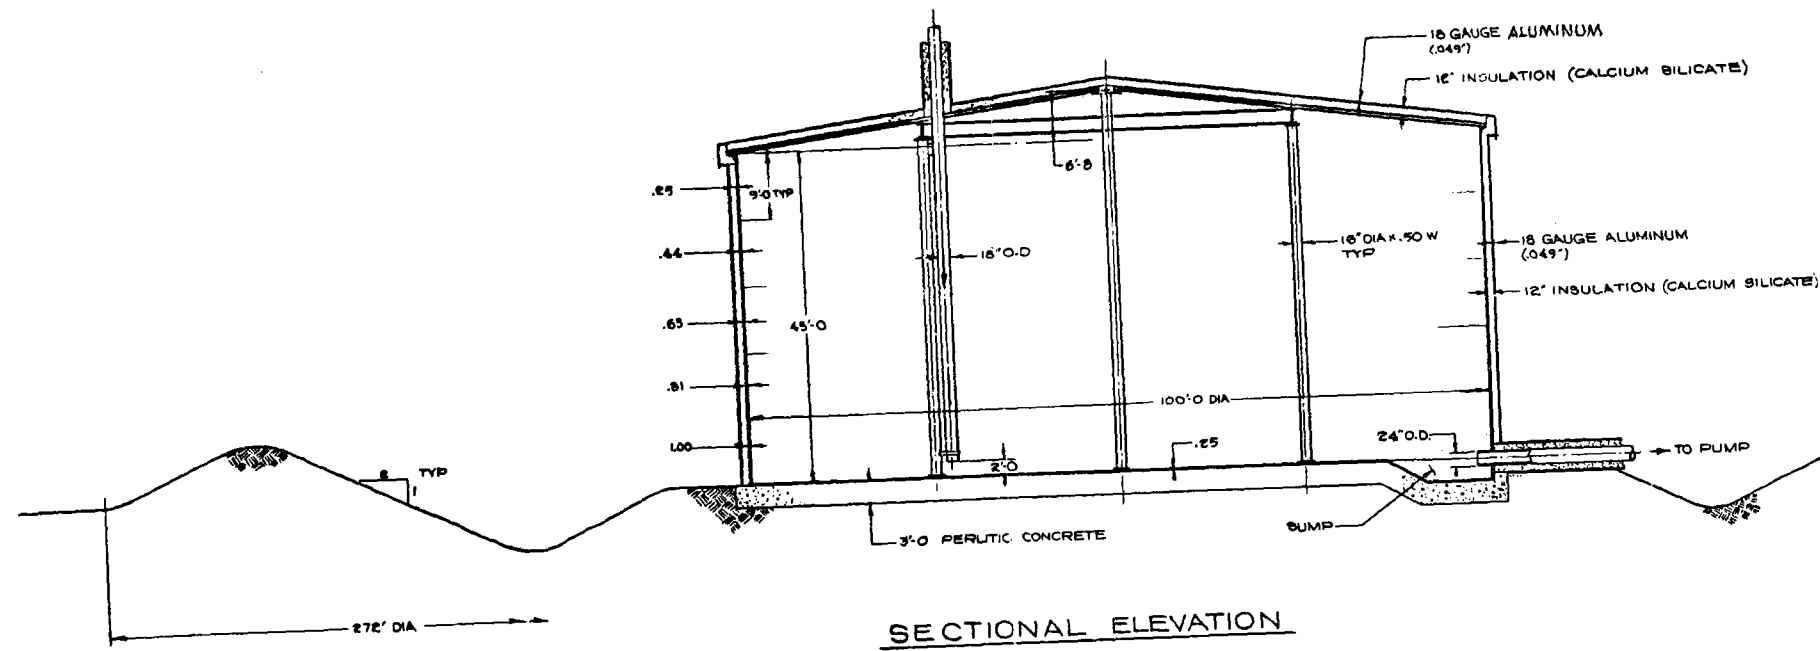 18 GAUGE ALUMINUM
(.049")
12" INSULATION (CALCIUM SILICATE)
6'-8
.25
9'-0 TYP
.44
18" O.D
16" DIA x .50 W
TYP
18 GAUGE ALUMINUM
(.049")
12" INSULATION (CALCIUM SILICATE)
.63
45'-0
.81
100'-0 DIA
1.00
.25
24" O.D.
TO PUMP
2'-0
TYP
1
SUMP
3'-0 PERLITIC CONCRETE
272' DIA
SECTIONAL ELEVATION